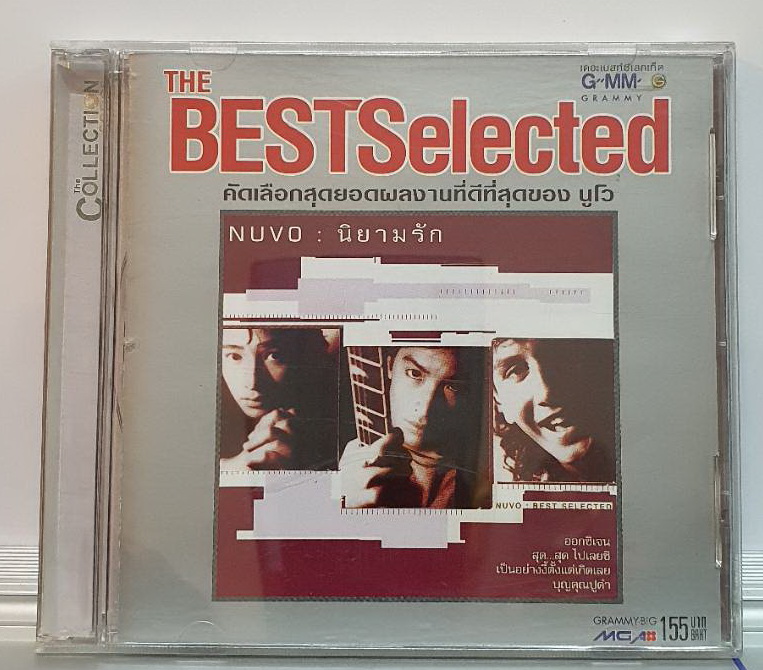 The
COLLECTION
THE
BESTSelected
เดอะเบสท์ซีเลคเท็ด
G"MM'
GRAMMY
คัดเลือกสุดยอดผลงานที่ดีที่สุดของ นูโว
NUVO : นิยามรัก
NUVO : BEST SELECTED
ออกซิเจน
สุด...สุด ไปเลยซิ
เป็นอย่างงี้ตั้งแต่เกิดเลย
บุญคุณปูดำ
GRAMMY BIG
MGA
155 บาท
BAHT